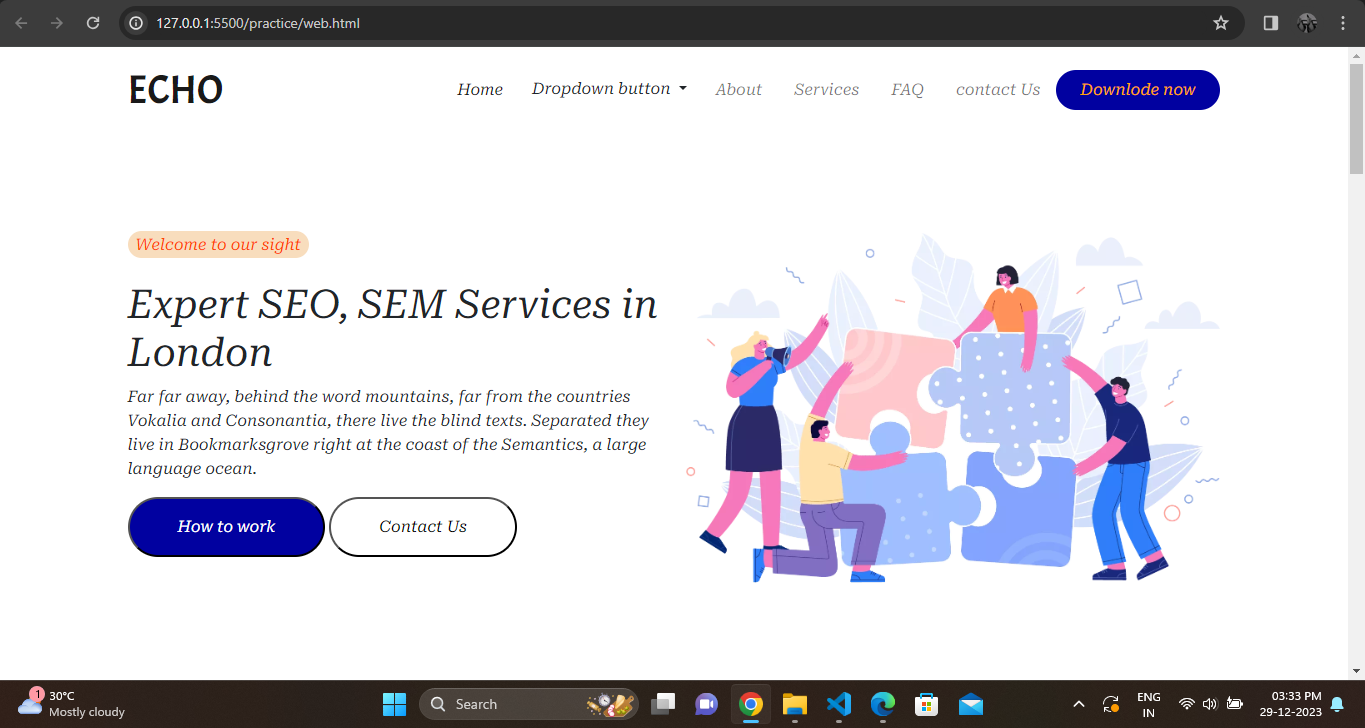 127.0.0.1:5500/practice/web.html
ECHO
Home Dropdown button About Services FAQ contact Us Downlode now
Welcome to our sight
Expert SEO, SEM Services in
London
Far far away, behind the word mountains, far from the countries
Vokalia and Consonantia, there live the blind texts. Separated they
live in Bookmarksgrove right at the coast of the Semantics, a large
language ocean.
How to work Contact Us
1
30°C
Mostly cloudy
Search
ENG
IN
03:33 PM
29-12-2023